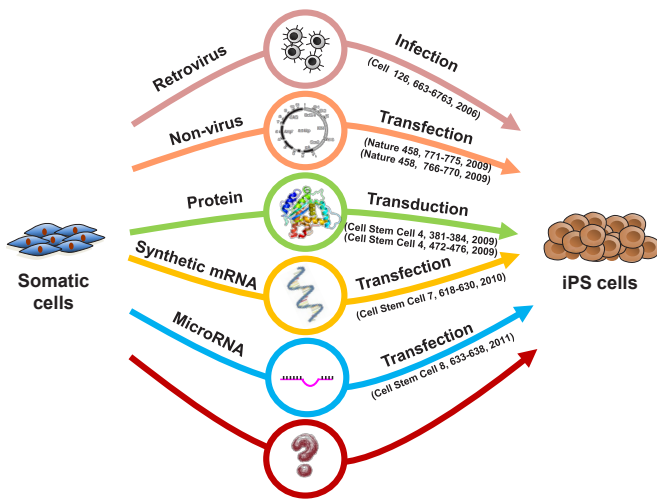 Retrovirus
Infection
(Cell 126, 663-6763, 2006)
Non-virus
Transfection
(Nature 458, 771-775, 2009)
(Nature 458, 766-770, 2009)
Protein
Transduction
(Cell Stem Cell 4, 381-384, 2009)
(Cell Stem Cell 4, 472-476, 2009)
Somatic
cells
Synthetic mRNA
Transfection
(Cell Stem Cell 7, 618-630, 2010)
iPS cells
MicroRNA
Transfection
(Cell Stem Cell 8, 633-638, 2011)
?